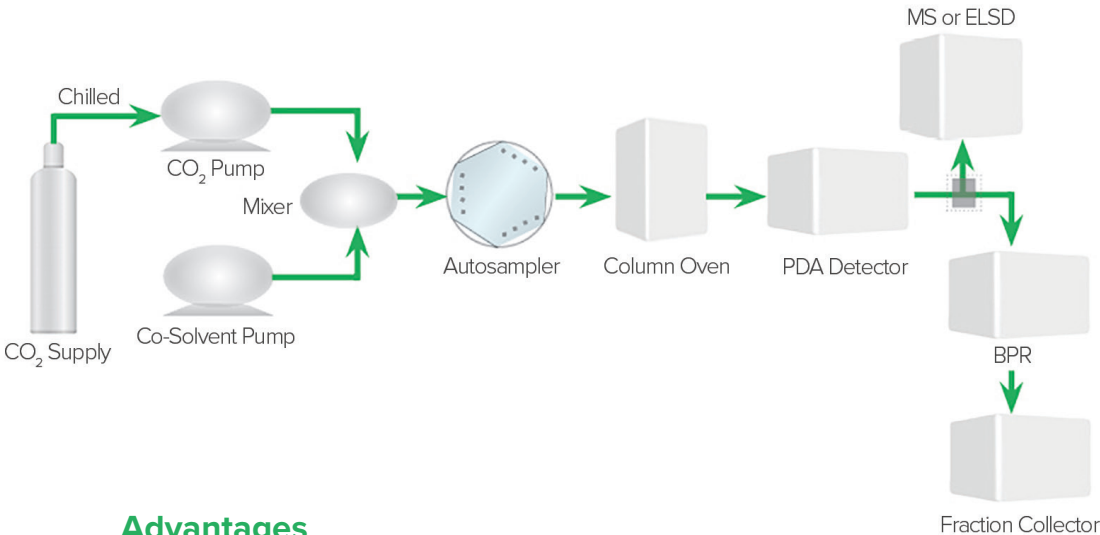 MS or ELSD
Chilled
CO₂ Pump
Mixer
Autosampler
Column Oven
PDA Detector
Co-Solvent Pump
CO₂ Supply
BPR
Advantages
Fraction Collector